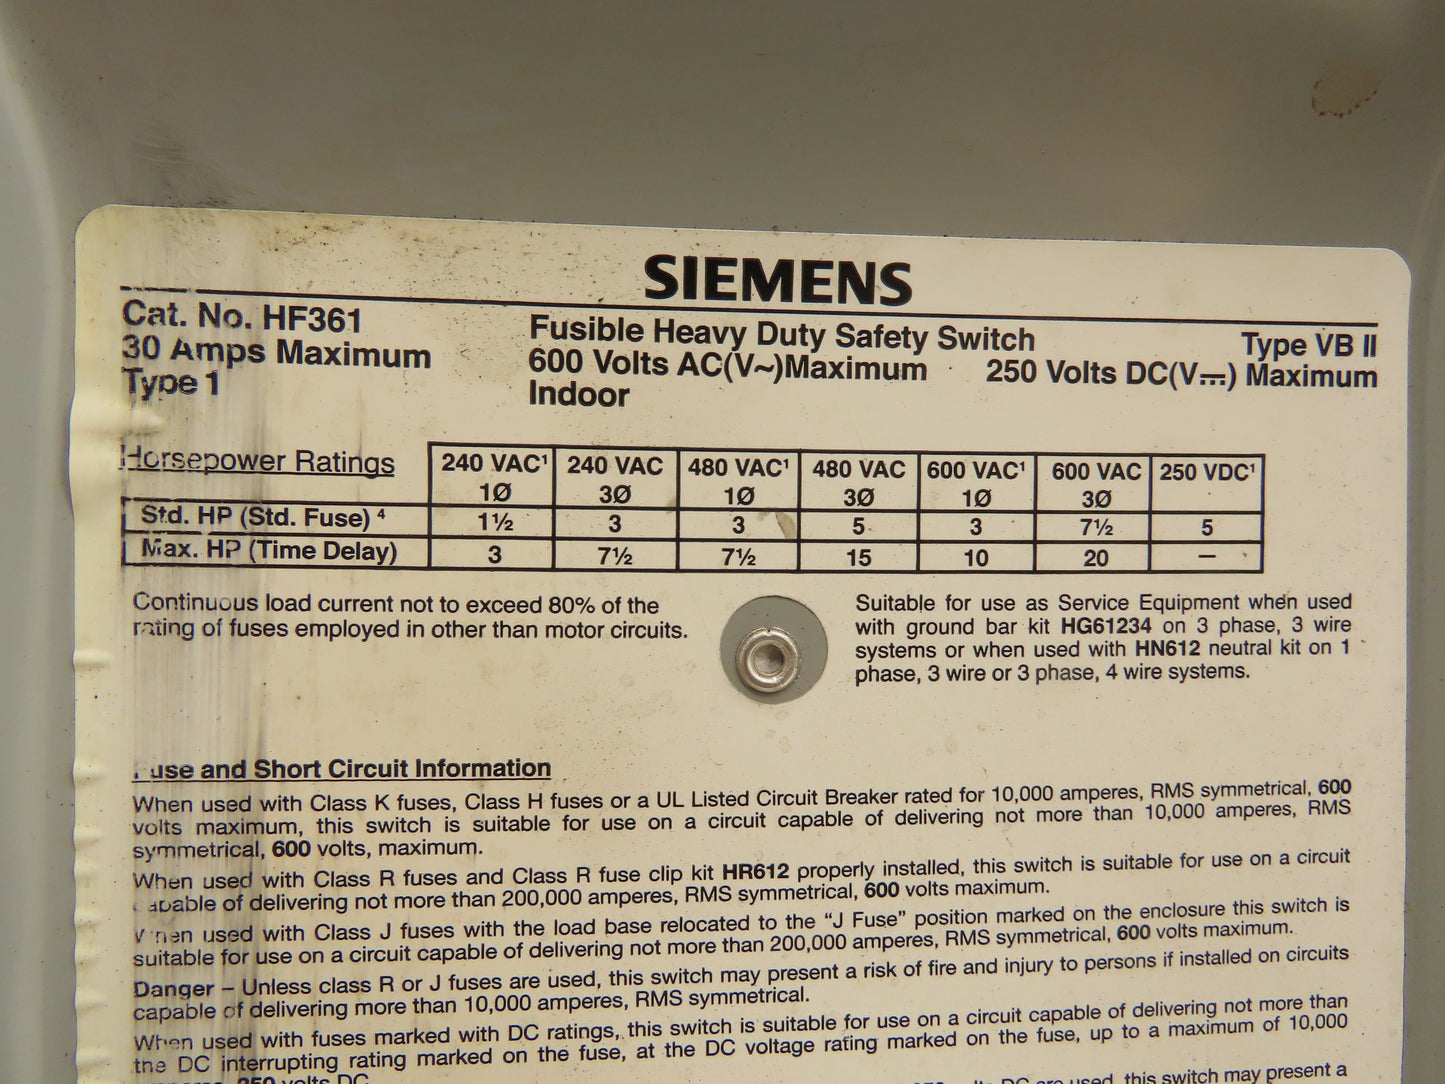 SIEMENS
Cat. No. HF361
30 Amps Maximum
Type 1
Fusible Heavy Duty Safety Switch
600 Volts AC(V~)Maximum
Indoor
Type VB II
250 Volts DC(V⎓) Maximum
Horsepower Ratings 240 VAC¹ 240 VAC 480 VAC¹ 480 VAC 600 VAC¹ 600 VAC 250 VDC¹
1Ø 3Ø 1Ø 3Ø 1Ø 3Ø
Std. HP (Std. Fuse) ⁴ 1½ 3 3 5 3 7½ 5
Max. HP (Time Delay) 3 7½ 7½ 15 10 20 —
Continuous load current not to exceed 80% of the
rating of fuses employed in other than motor circuits.
Suitable for use as Service Equipment when used
with ground bar kit HG61234 on 3 phase, 3 wire
systems or when used with HN612 neutral kit on 1
phase, 3 wire or 3 phase, 4 wire systems.
Fuse and Short Circuit Information
When used with Class K fuses, Class H fuses or a UL Listed Circuit Breaker rated for 10,000 amperes, RMS symmetrical, 600
volts maximum, this switch is suitable for use on a circuit capable of delivering not more than 10,000 amperes, RMS
symmetrical, 600 volts, maximum.
When used with Class R fuses and Class R fuse clip kit HR612 properly installed, this switch is suitable for use on a circuit
capable of delivering not more than 200,000 amperes, RMS symmetrical, 600 volts maximum.
When used with Class J fuses with the load base relocated to the “J Fuse” position marked on the enclosure this switch is
suitable for use on a circuit capable of delivering not more than 200,000 amperes, RMS symmetrical, 600 volts maximum.
Danger – Unless class R or J fuses are used, this switch may present a risk of fire and injury to persons if installed on circuits
capable of delivering more than 10,000 amperes, RMS symmetrical.
When used with fuses marked with DC ratings, this switch is suitable for use on a circuit capable of delivering not more than
the DC interrupting rating marked on the fuse, at the DC voltage rating marked on the fuse, up to a maximum of 10,000
250 volts DC.
DC are used, this switch may present a